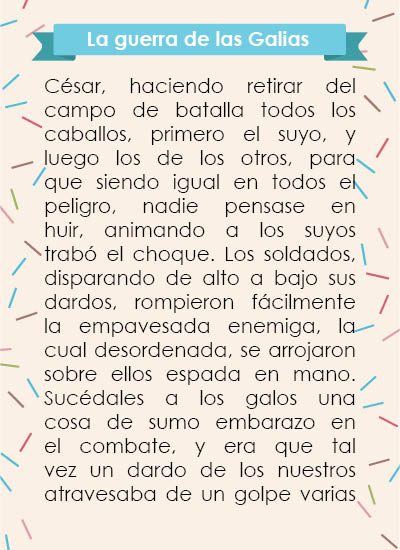 La guerra de las Galias
César, haciendo retirar del
campo de batalla todos los
caballos, primero el suyo, y
luego los de los otros, para
que siendo igual en todos el
peligro, nadie pensase en
huir, animando a los suyos
trabó el choque. Los soldados,
disparando de alto a bajo sus
dardos, rompieron fácilmente
la empavesada enemiga, la
cual desordenada, se arrojaron
sobre ellos espada en mano.
Sucédales a los galos una
cosa de sumo embarazo en
el combate, y era que tal
vez un dardo de los nuestros
atravesaba de un golpe varias